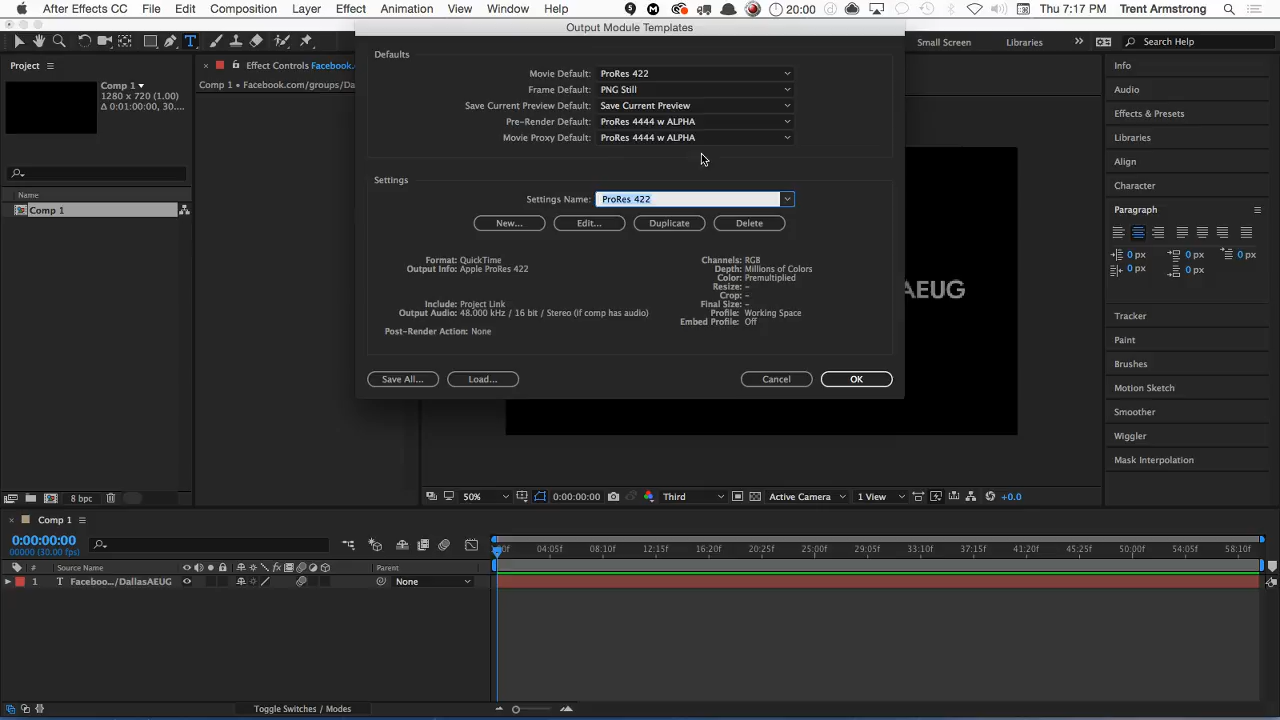 After Effects CC File Edit Composition Layer Effect Animation View Window Help 20:00 Thu 7:17 PM Trent Armstrong
Output Module Templates
Small Screen Libraries Search Help
Project
Effect Controls Facebook.
Comp 1
1280 x 720 (1.00)
Δ 0:01:00:00, 30....
Comp 1 • Facebook.com/groups/Da
Defaults
Movie Default: ProRes 422
Frame Default: PNG Still
Save Current Preview Default: Save Current Preview
Pre-Render Default: ProRes 4444 w ALPHA
Movie Proxy Default: ProRes 4444 w ALPHA
Settings
Settings Name: ProRes 422
New... Edit... Duplicate Delete
Format: QuickTime
Output Info: Apple ProRes 422
Include: Project Link
Output Audio: 48.000 kHz / 16 bit / Stereo (if comp has audio)
Post-Render Action: None
Channels: RGB
Depth: Millions of Colors
Color: Premultiplied
Resize: -
Crop: -
Final Size: -
Profile: Working Space
Embed Profile: Off
Save All... Load... Cancel OK
Name
Comp 1
8 bpc
AEUG
50% 0:00:00:00 Third Active Camera 1 View +0.0
Info
Audio
Effects & Presets
Libraries
Align
Character
Paragraph
0 px 0 px 0 px
0 px 0 px
Tracker
Paint
Brushes
Motion Sketch
Smoother
Wiggler
Mask Interpolation
Comp 1
0:00:00:00
00000 (30.00 fps)
04:05f 08:10f 12:15f 16:20f 20:25f 25:00f 29:05f 33:10f 37:15f 41:20f 45:25f 50:00f 54:05f 58:10f
# Source Name Parent
1 T Faceboo.../DallasAEUG None
Toggle Switches / Modes